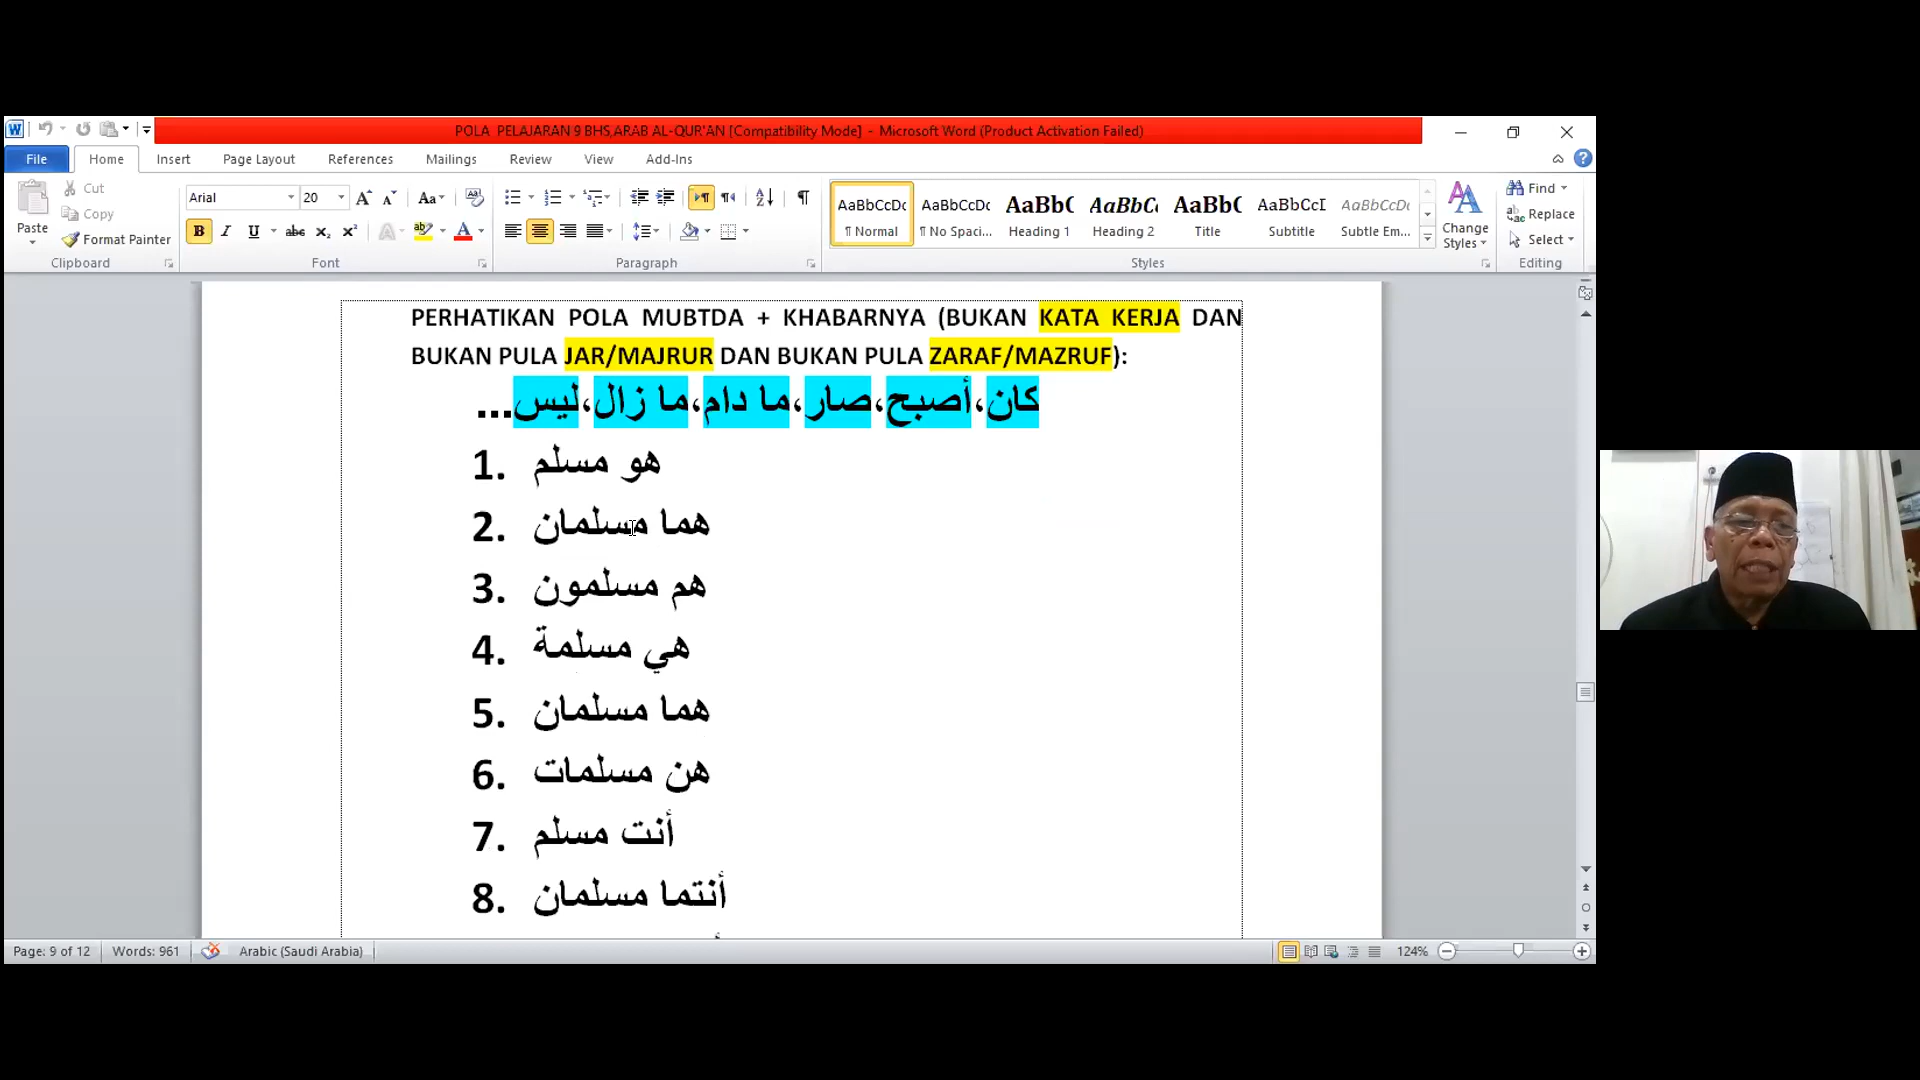 POLA PELAJARAN 9 BHS,ARAB AL-QUR'AN [Compatibility Mode] - Microsoft Word (Product Activation Failed)
File Home Insert Page Layout References Mailings Review View Add-Ins
Cut
Copy
Paste
Format Painter
Arial 20
AaBbCcDc AaBbCcDc AaBbC AaBbCc AaBbC AaBbCcI AaBbCcDc
¶ Normal ¶ No Spaci... Heading 1 Heading 2 Title Subtitle Subtle Em...
Change Styles
Find
Replace
Select
Clipboard Font Paragraph Styles Editing
PERHATIKAN POLA MUBTDA + KHABARNYA (BUKAN KATA KERJA DAN
BUKAN PULA JAR/MAJRUR DAN BUKAN PULA ZARAF/MAZRUF):
كان، أصبح، صار، ما دام، ما زال، ليس...
1. هو مسلم
2. هما مسلمان
3. هم مسلمون
4. هي مسلمة
5. هما مسلمان
6. هن مسلمات
7. أنت مسلم
8. أنتما مسلمان
Page: 9 of 12 Words: 961 Arabic (Saudi Arabia) 124%